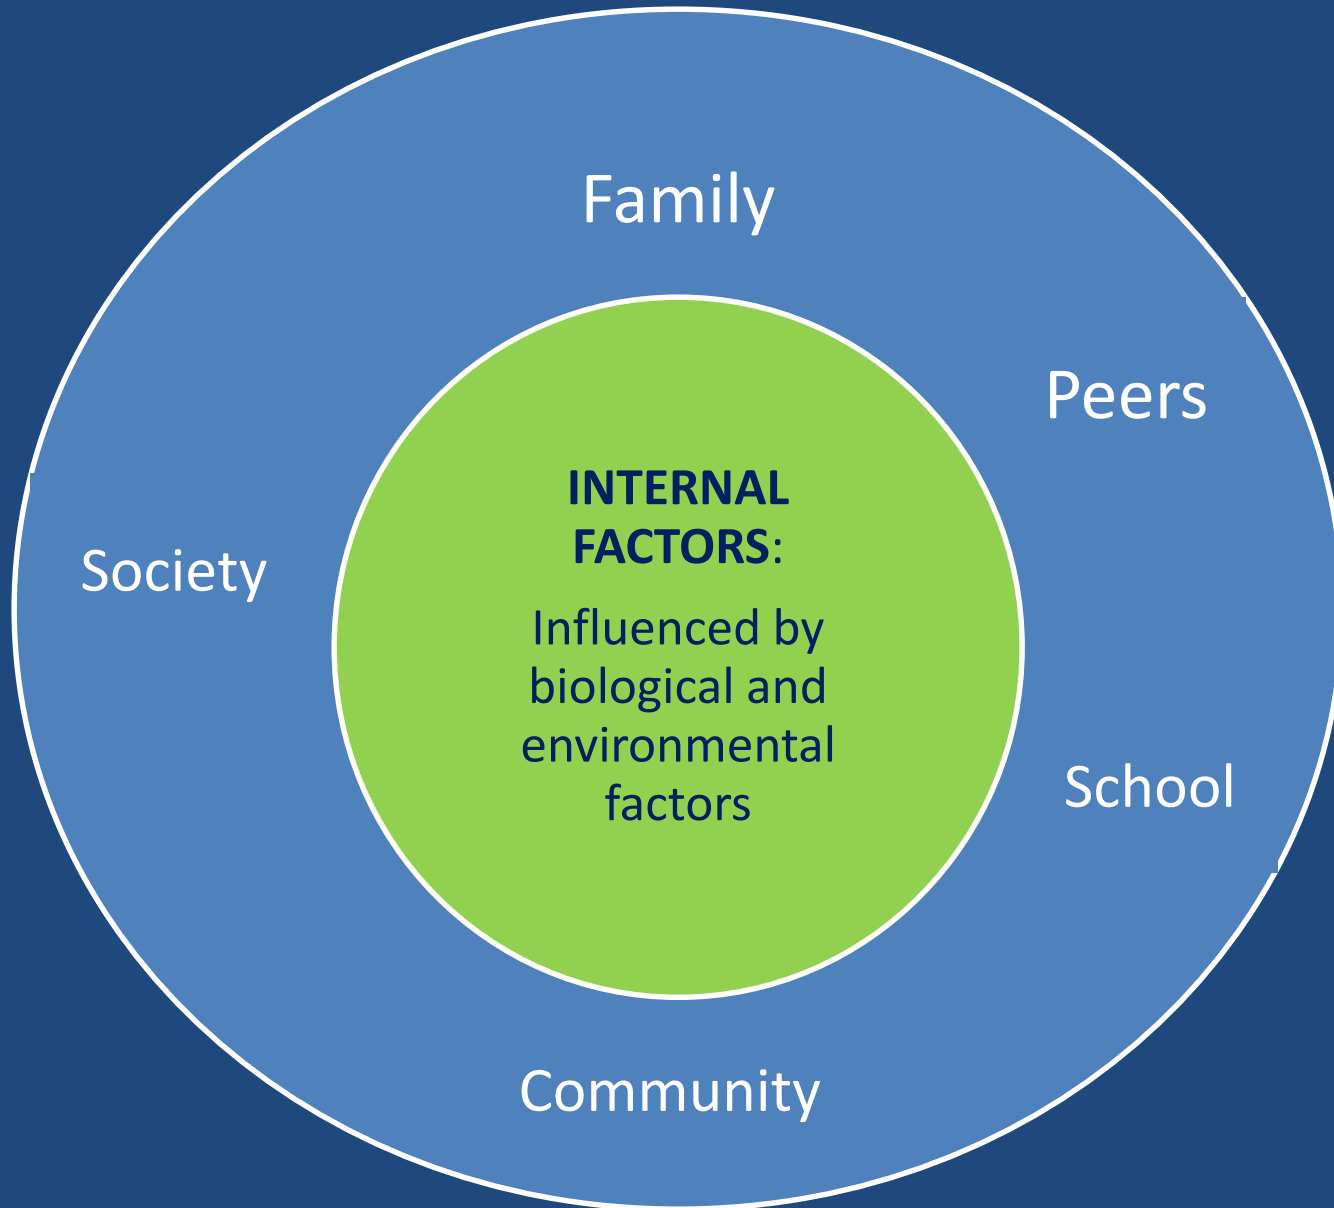 Family
Peers
INTERNAL
FACTORS:
Society
Influenced by
biological and
environmental
factors
School
Community